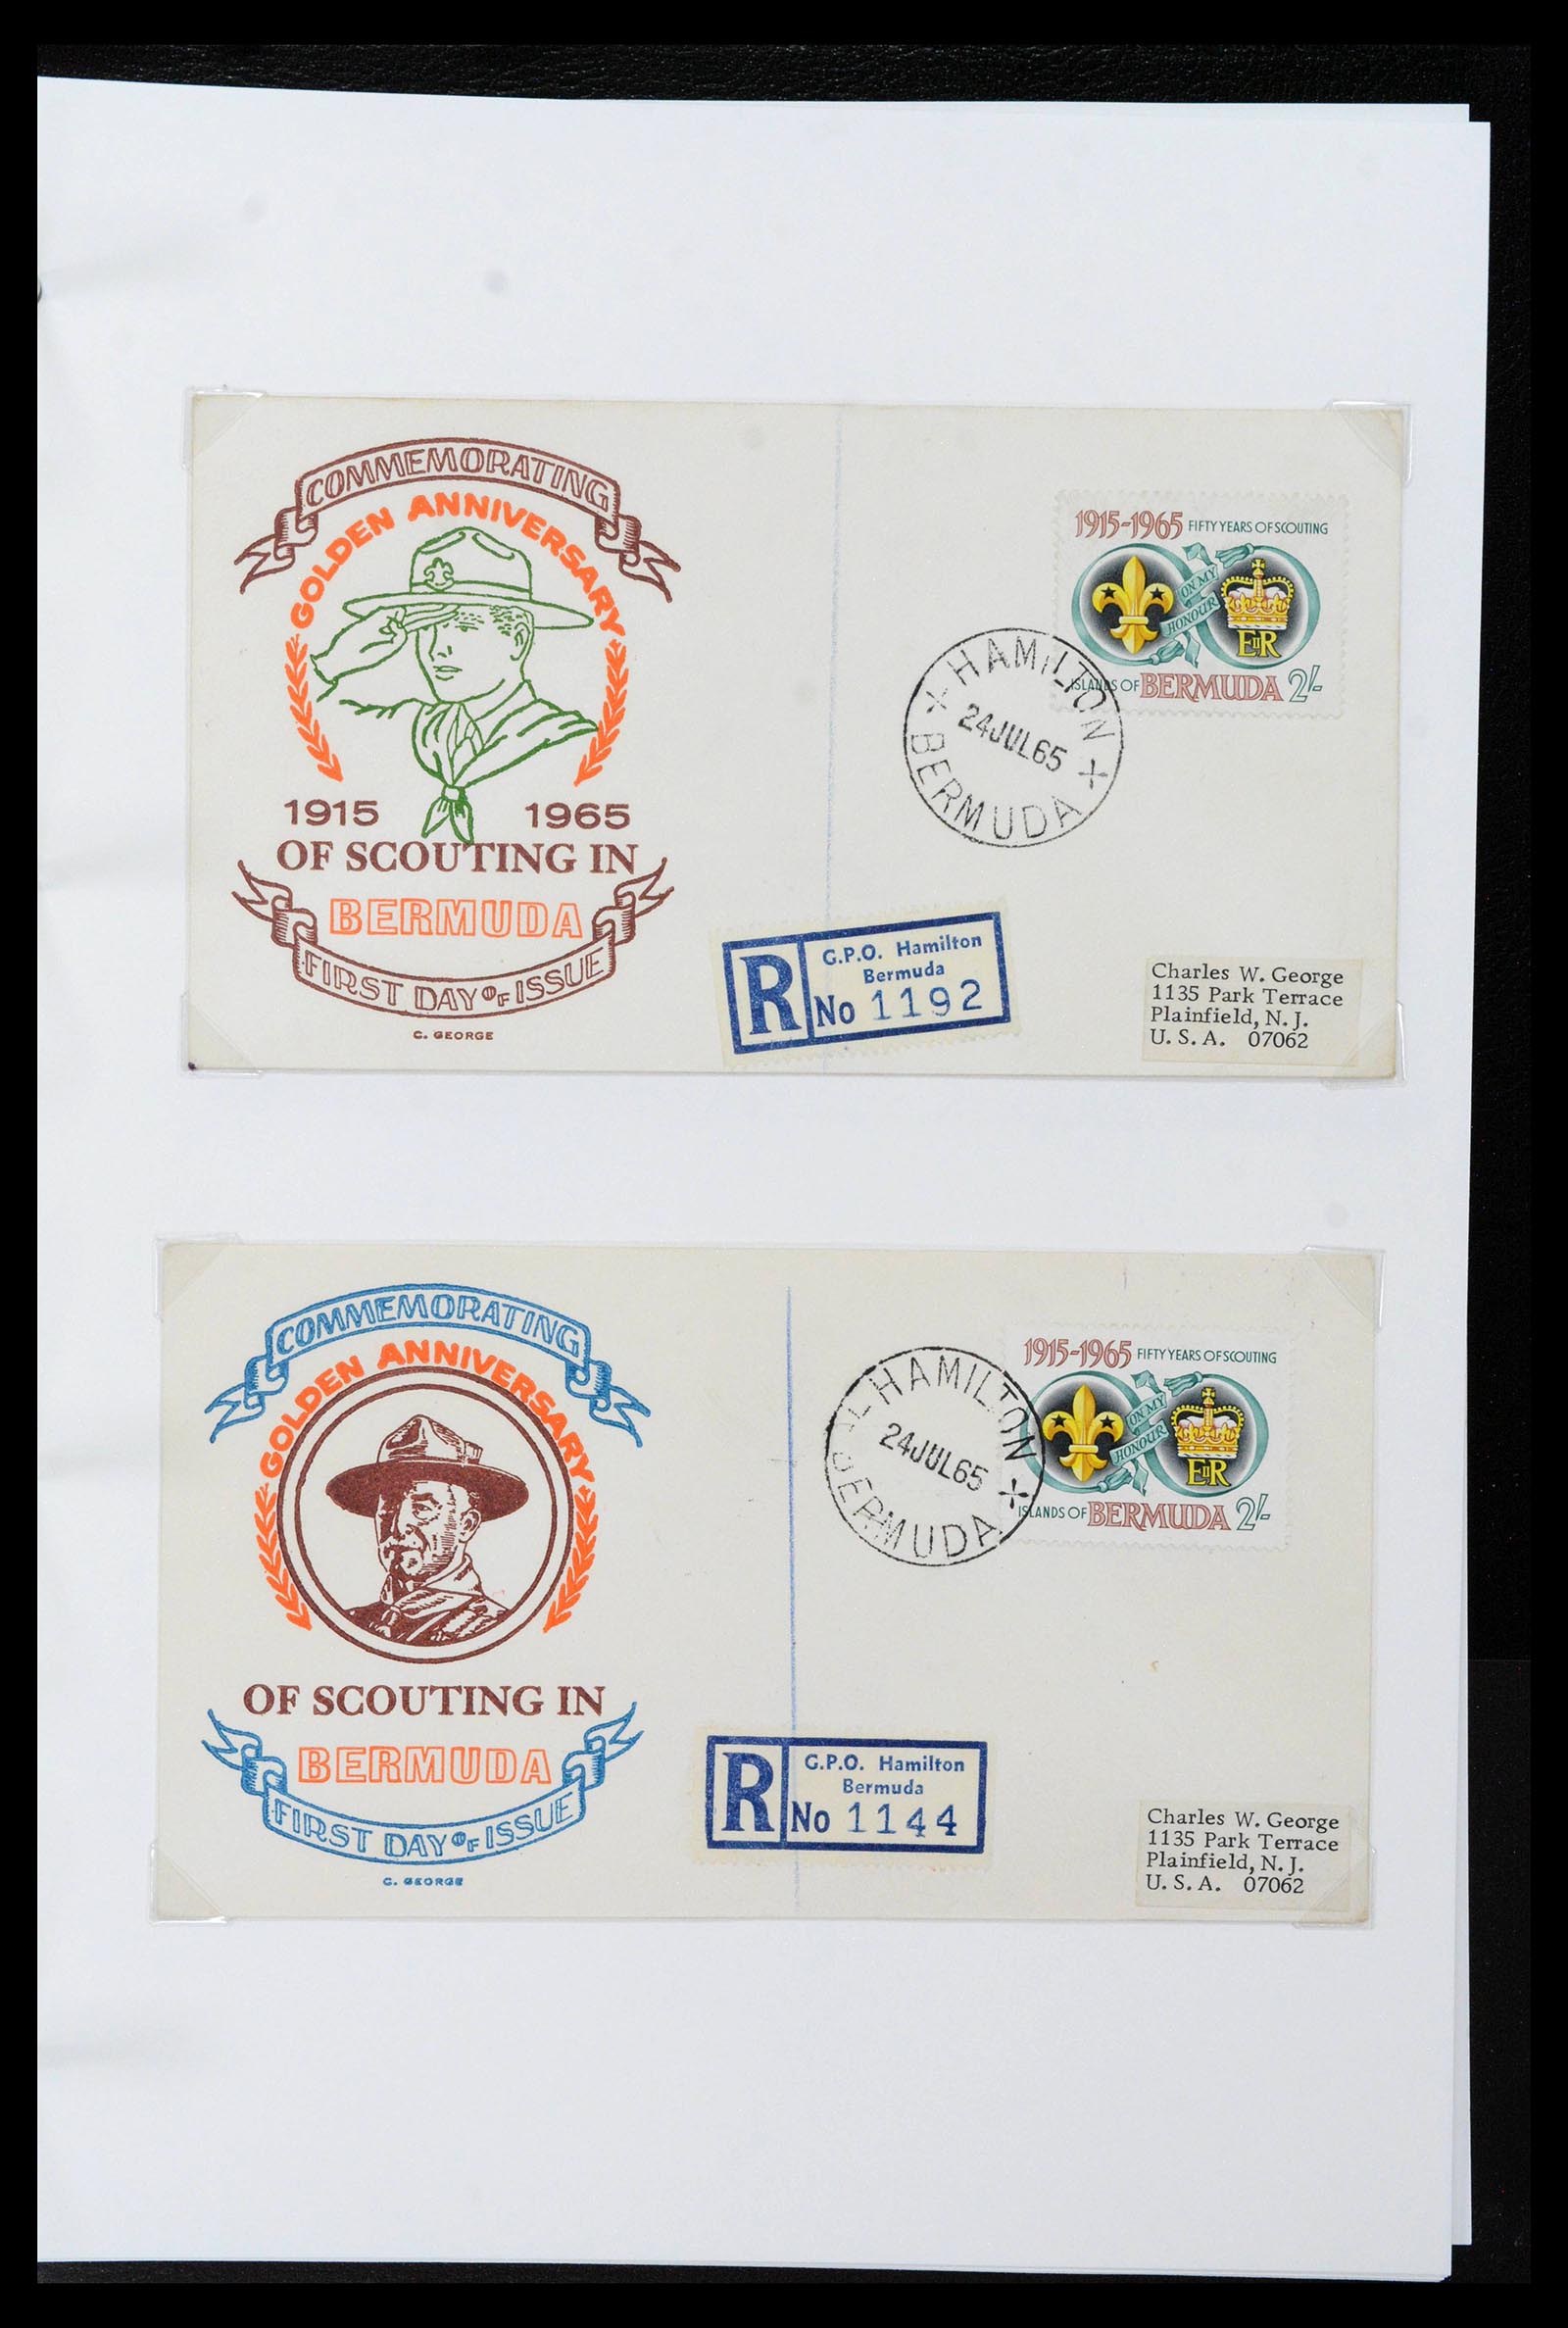 COMMEMORATING
GOLDEN ANNIVERSARY
1915 1965
OF SCOUTING IN
BERMUDA
FIRST DAY OF ISSUE
C. GEORGE
1915-1965 FIFTY YEARS OF SCOUTING
ON MY
HONOUR
EIIR
ISLANDS OF BERMUDA 2/-
HAMILTON
24JUL65
BERMUDA
R
G.P.O. Hamilton
Bermuda
No 1192
Charles W. George
1135 Park Terrace
Plainfield, N. J.
U. S. A. 07062
COMMEMORATING
GOLDEN ANNIVERSARY
OF SCOUTING IN
BERMUDA
FIRST DAY OF ISSUE
C. GEORGE
1915-1965 FIFTY YEARS OF SCOUTING
ON MY
HONOUR
EIIR
ISLANDS OF BERMUDA 2/-
HAMILTON
24JUL65
BERMUDA
R
G.P.O. Hamilton
Bermuda
No 1144
Charles W. George
1135 Park Terrace
Plainfield, N. J.
U. S. A. 07062